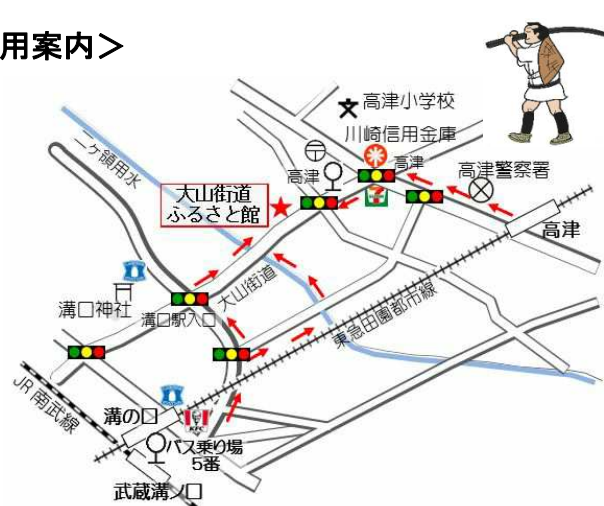 用案内＞
高津小学校
川崎信用金庫
高津
高津
高津警察署
二ヶ領用水
大山街道
ふるさと館
高津
大山街道
溝口神社
溝口駅入口
東急田園都市線
JR南武線
溝の口
KFC
バス乗り場
5番
武蔵溝ノ口